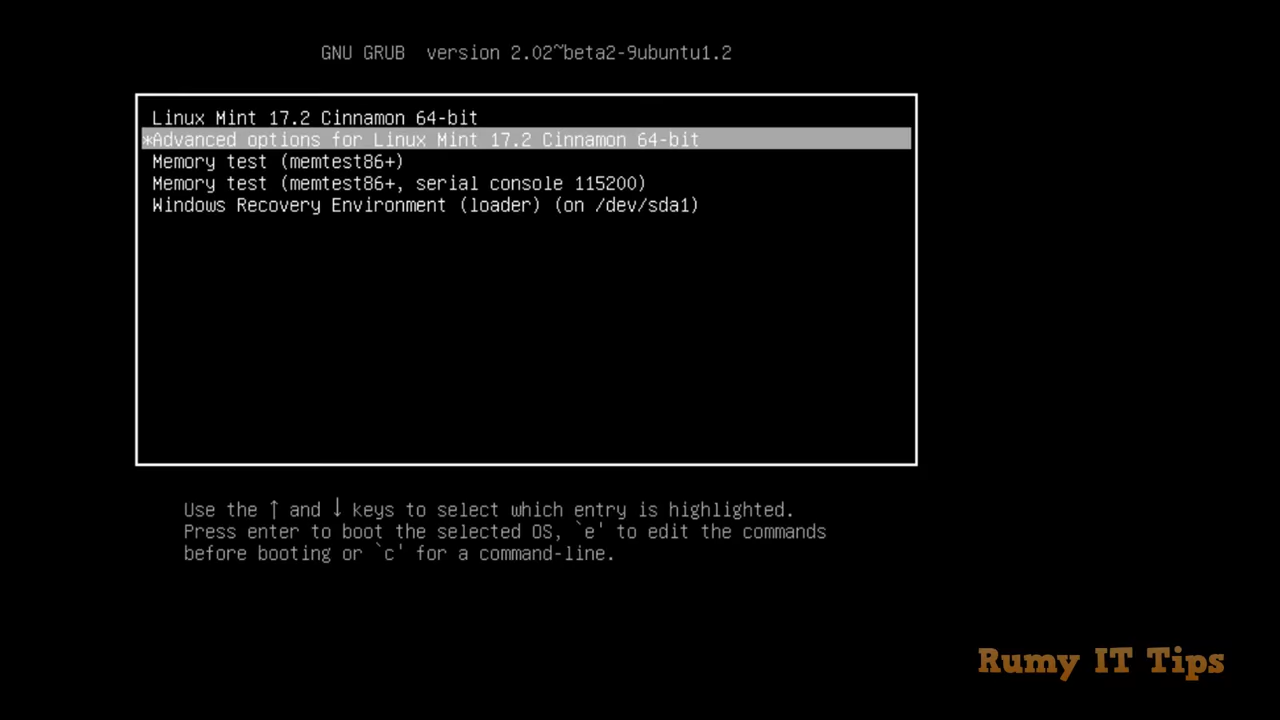 GNU GRUB version 2.02~beta2-9ubuntu1.2
Linux Mint 17.2 Cinnamon 64-bit
*Advanced options for Linux Mint 17.2 Cinnamon 64-bit
Memory test (memtest86+)
Memory test (memtest86+, serial console 115200)
Windows Recovery Environment (loader) (on /dev/sda1)
Use the ↑ and ↓ keys to select which entry is highlighted.
Press enter to boot the selected OS, `e' to edit the commands
before booting or `c' for a command-line.
Rumy IT Tips